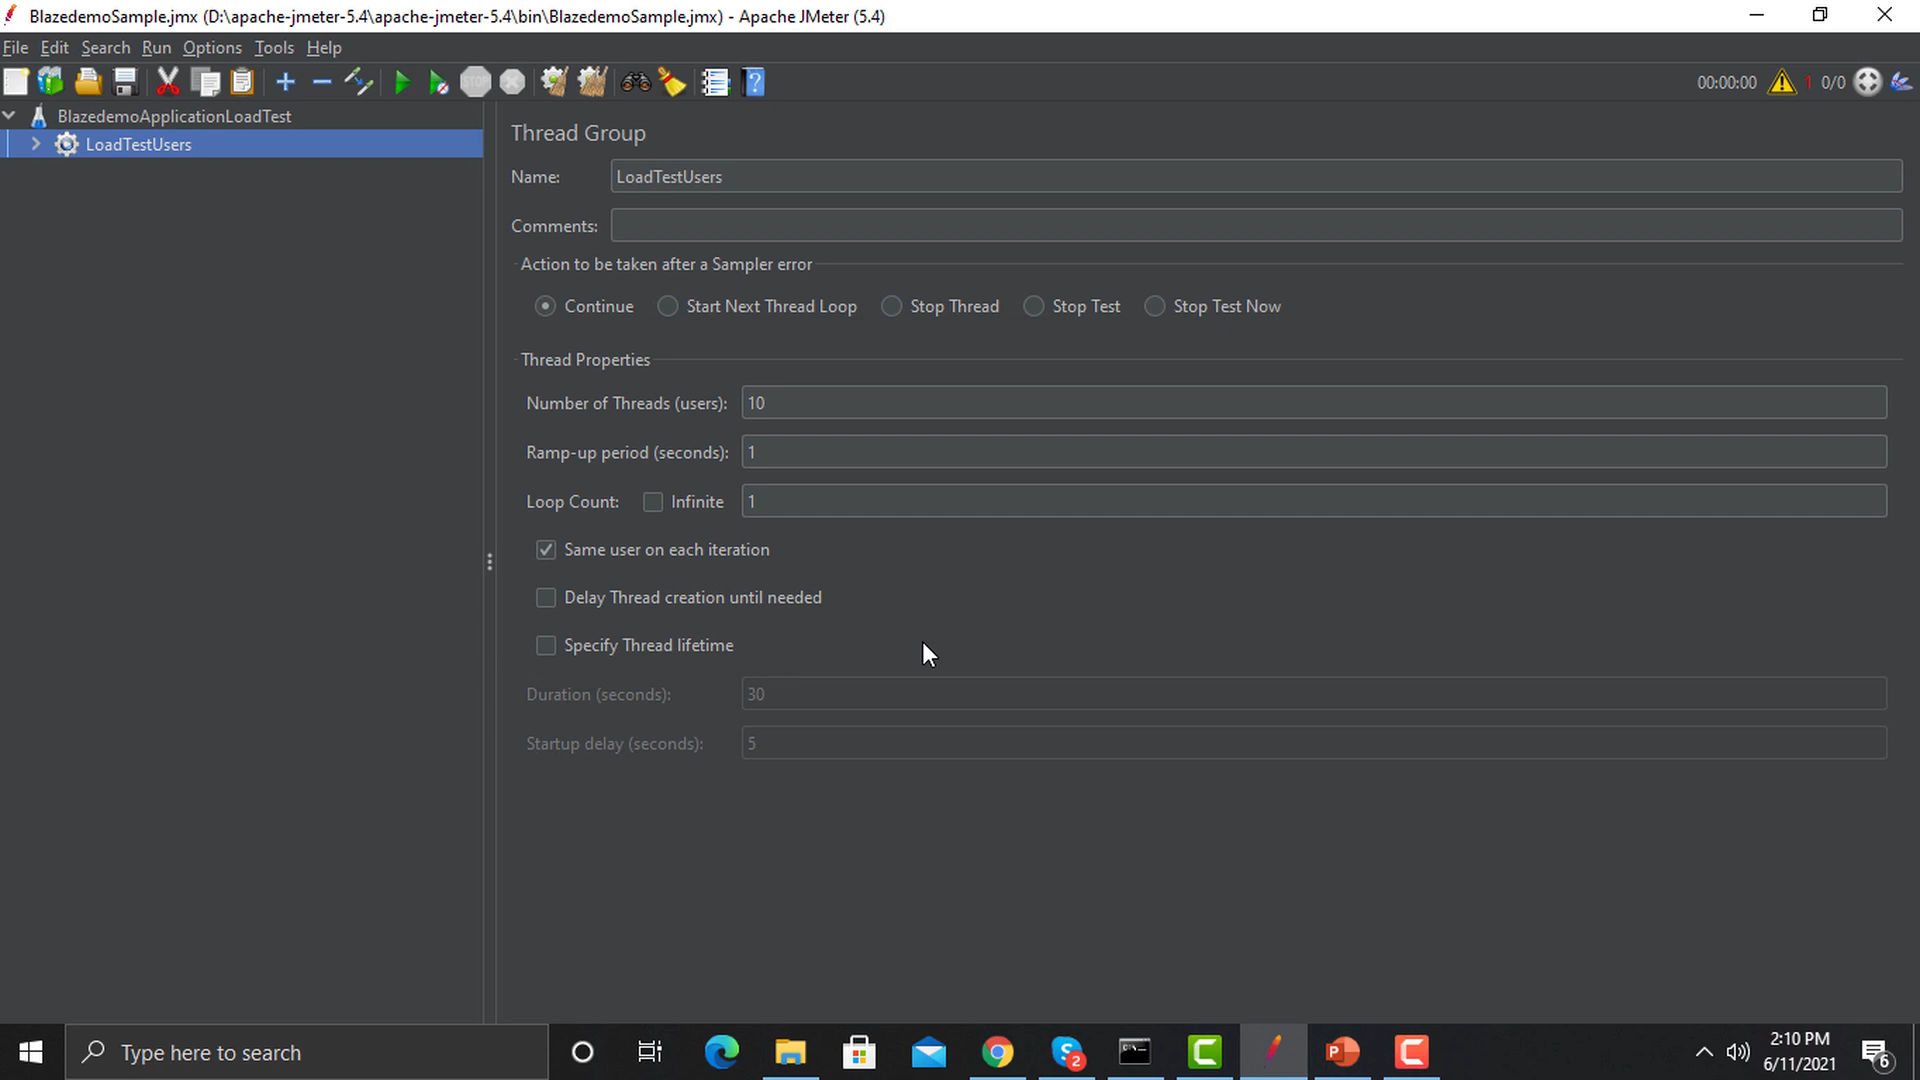 BlazedemoSample.jmx (D:\apache-jmeter-5.4\apache-jmeter-5.4\bin\BlazedemoSample.jmx) - Apache JMeter (5.4)
File Edit Search Run Options Tools Help
STOP
?
00:00:00 1 0/0
BlazedemoApplicationLoadTest
LoadTestUsers
Thread Group
Name: LoadTestUsers
Comments:
Action to be taken after a Sampler error
Continue Start Next Thread Loop Stop Thread Stop Test Stop Test Now
Thread Properties
Number of Threads (users): 10
Ramp-up period (seconds): 1
Loop Count: Infinite 1
Same user on each iteration
Delay Thread creation until needed
Specify Thread lifetime
Duration (seconds): 30
Startup delay (seconds): 5
Type here to search
2
2:10 PM
6/11/2021
6